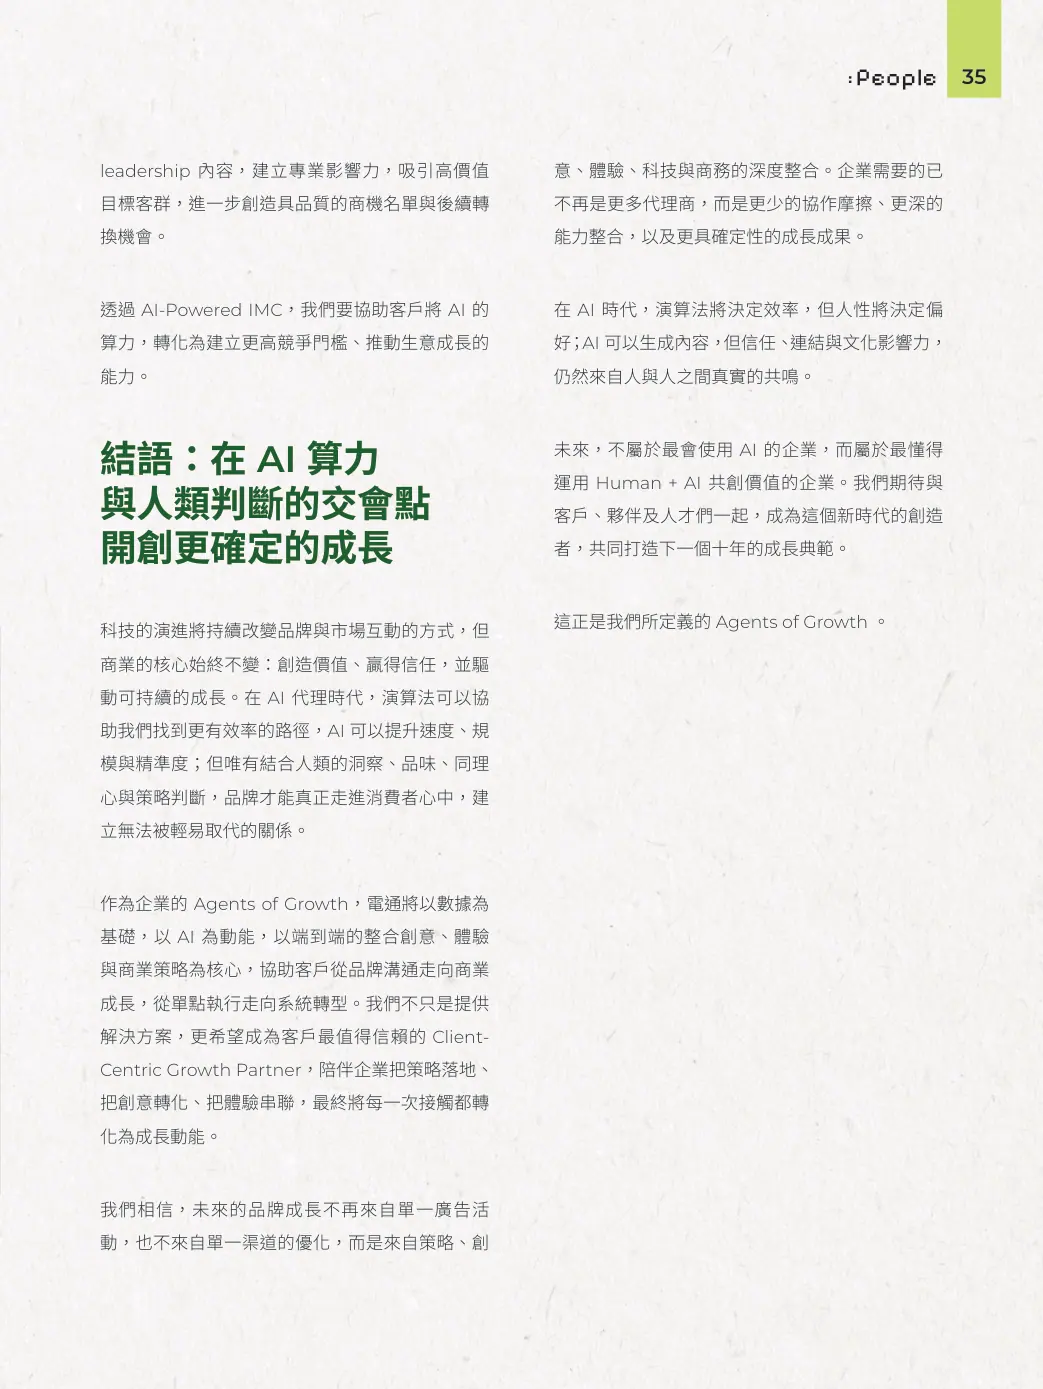 :People
35
leadership 內容，建立專業影響力，吸引高價值
目標客群，進一步創造具品質的商機名單與後續轉
換機會。
透過 AI-Powered IMC，我們要協助客戶將 AI 的
算力，轉化為建立更高競爭門檻、推動生意成長的
能力。
結語：在 AI 算力
與人類判斷的交會點
開創更確定的成長
科技的演進將持續改變品牌與市場互動的方式，但
商業的核心始終不變：創造價值、贏得信任，並驅
動可持續的成長。在 AI 代理時代，演算法可以協
助我們找到更有效率的路徑，AI 可以提升速度、規
模與精準度；但唯有結合人類的洞察、品味、同理
心與策略判斷，品牌才能真正走進消費者心中，建
立無法被輕易取代的關係。
作為企業的 Agents of Growth，電通將以數據為
基礎，以 AI 為動能，以端到端的整合創意、體驗
與商業策略為核心，協助客戶從品牌溝通走向商業
成長，從單點執行走向系統轉型。我們不只是提供
解決方案，更希望成為客戶最值得信賴的 Client-
Centric Growth Partner，陪伴企業把策略落地、
把創意轉化、把體驗串聯，最終將每一次接觸都轉
化為成長動能。
我們相信，未來的品牌成長不再來自單一廣告活
動，也不來自單一渠道的優化，而是來自策略、創
意、體驗、科技與商務的深度整合。企業需要的已
不再是更多代理商，而是更少的協作摩擦、更深的
能力整合，以及更具確定性的成長成果。
在 AI 時代，演算法將決定效率，但人性將決定偏
好；AI 可以生成內容，但信任、連結與文化影響力，
仍然來自人與人之間真實的共鳴。
未來，不屬於最會使用 AI 的企業，而屬於最懂得
運用 Human + AI 共創價值的企業。我們期待與
客戶、夥伴及人才們一起，成為這個新時代的創造
者，共同打造下一個十年的成長典範。
這正是我們所定義的 Agents of Growth 。